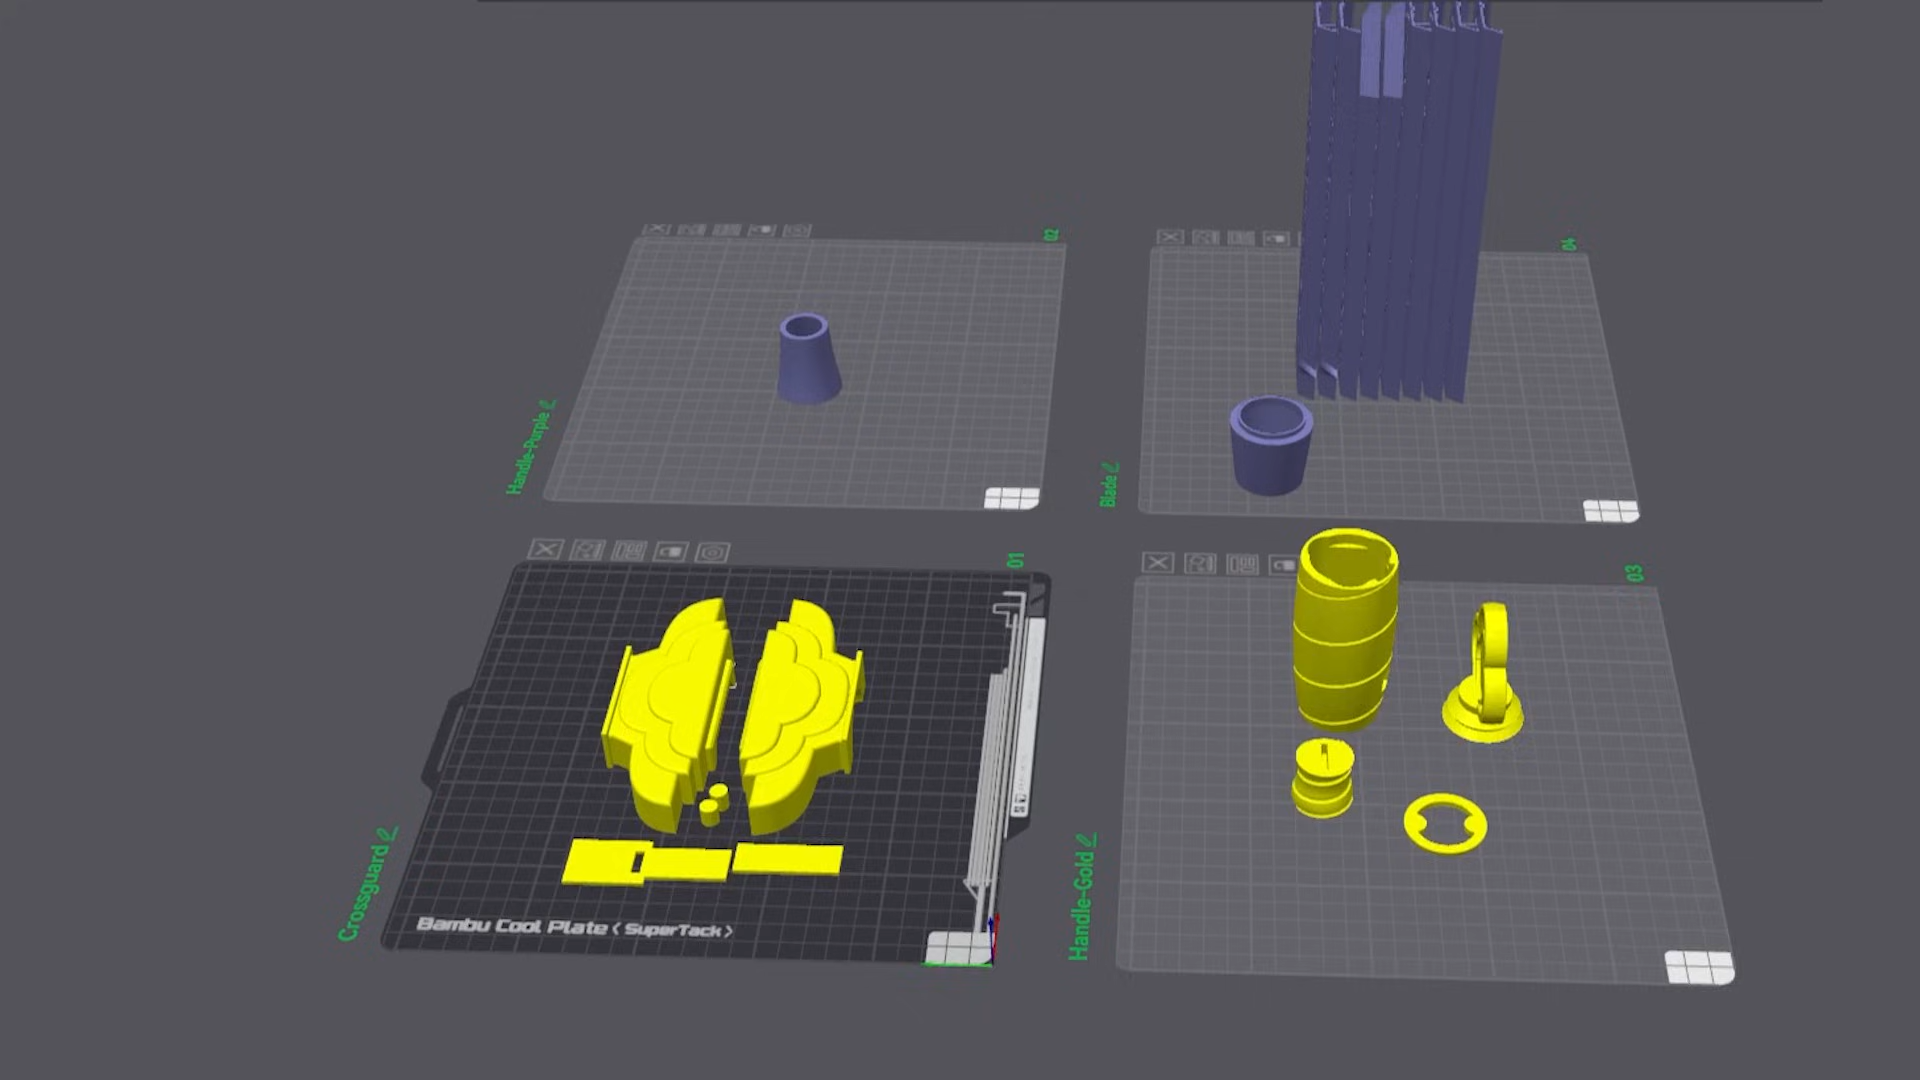 02
04
Handle-Purple
Blade
01
03
Crossguard
Handle-Gold
Bambu Cool Plate < SuperTack >